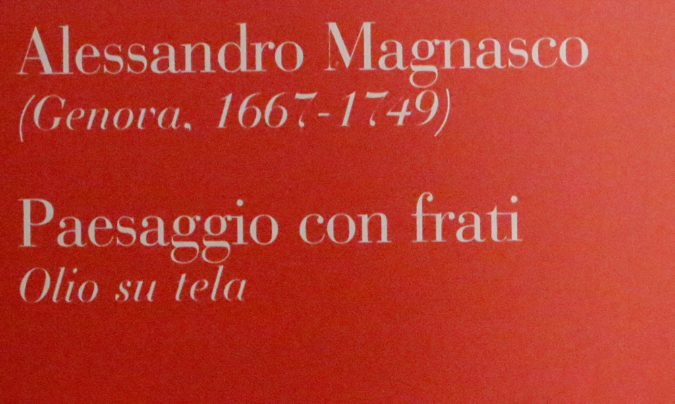 Alessandro Magnasco
(Genova, 1667-1749)
Paesaggio con frati
Olio su tela